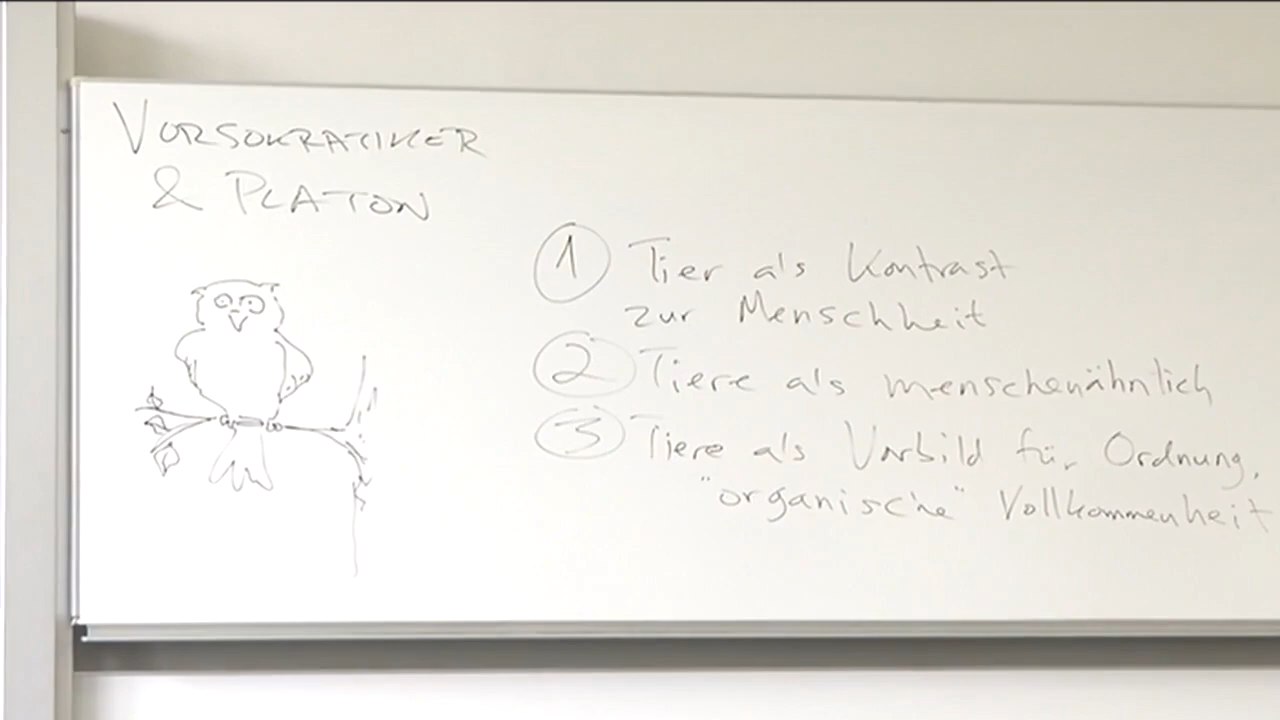 VORSOKRATIKER
& PLATON
1 Tier als Kontrast
zur Menschheit
2 Tiere als menschenähnlich
3 Tiere als Vorbild für Ordnung,
"organische" Vollkommenheit